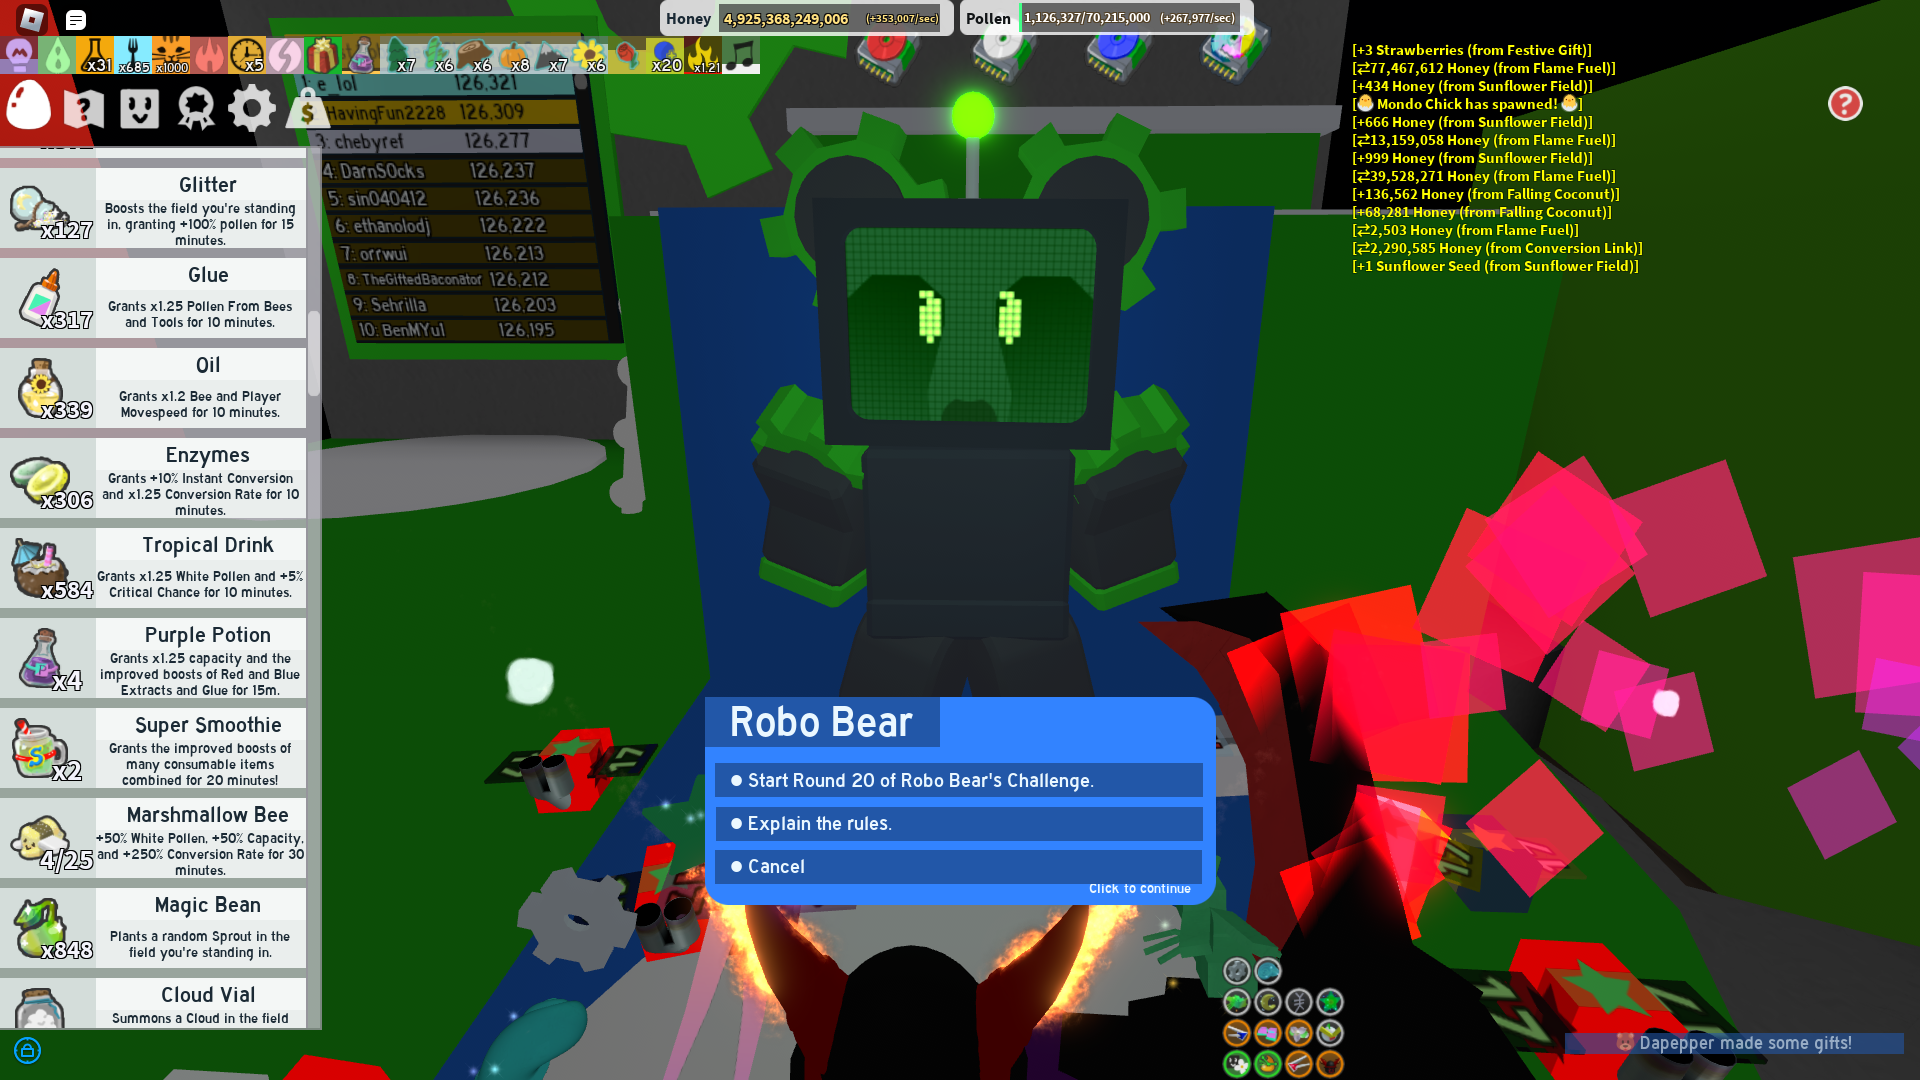 Honey 4,925,368,249,006 (+353,007/sec)
Pollen 1,126,327/70,215,000 (+267,977/sec)
x31 x685 x1000 x5 x7 x6 x6 x8 x7 x6 x20 x1.21
e_lol 126,321
HavingFun2228 126,309
3: chebyref 126,277
4: DarnS0cks 126,237
5: sin040412 126,236
6: ethanolodj 126,222
7: orrwui 126,213
8: TheGiftedBaconator 126,212
9: Sehrilla 126,203
10: BenMYu1 126,195
[+3 Strawberries (from Festive Gift)]
[⇄77,467,612 Honey (from Flame Fuel)]
[+434 Honey (from Sunflower Field)]
[🐣 Mondo Chick has spawned! 🐣]
[+666 Honey (from Sunflower Field)]
[⇄13,159,058 Honey (from Flame Fuel)]
[+999 Honey (from Sunflower Field)]
[⇄39,528,271 Honey (from Flame Fuel)]
[+136,562 Honey (from Falling Coconut)]
[+68,281 Honey (from Falling Coconut)]
[⇄2,503 Honey (from Flame Fuel)]
[⇄2,290,585 Honey (from Conversion Link)]
[+1 Sunflower Seed (from Sunflower Field)]
?
Glitter
Boosts the field you're standing
in, granting +100% pollen for 15
minutes.
x127
Glue
Grants x1.25 Pollen From Bees
and Tools for 10 minutes.
x317
Oil
Grants x1.2 Bee and Player
Movespeed for 10 minutes.
x339
Enzymes
Grants +10% Instant Conversion
and x1.25 Conversion Rate for 10
minutes.
x306
Tropical Drink
Grants x1.25 White Pollen and +5%
Critical Chance for 10 minutes.
x584
Purple Potion
Grants x1.25 capacity and the
improved boosts of Red and Blue
Extracts and Glue for 15m.
x4
Super Smoothie
Grants the improved boosts of
many consumable items
combined for 20 minutes!
x2
Marshmallow Bee
+50% White Pollen, +50% Capacity,
and +250% Conversion Rate for 30
minutes.
4/25
Magic Bean
Plants a random Sprout in the
field you're standing in.
x848
Cloud Vial
Summons a Cloud in the field
Robo Bear
Start Round 20 of Robo Bear's Challenge.
Explain the rules.
Cancel
Click to continue
🐻 Dapepper made some gifts!